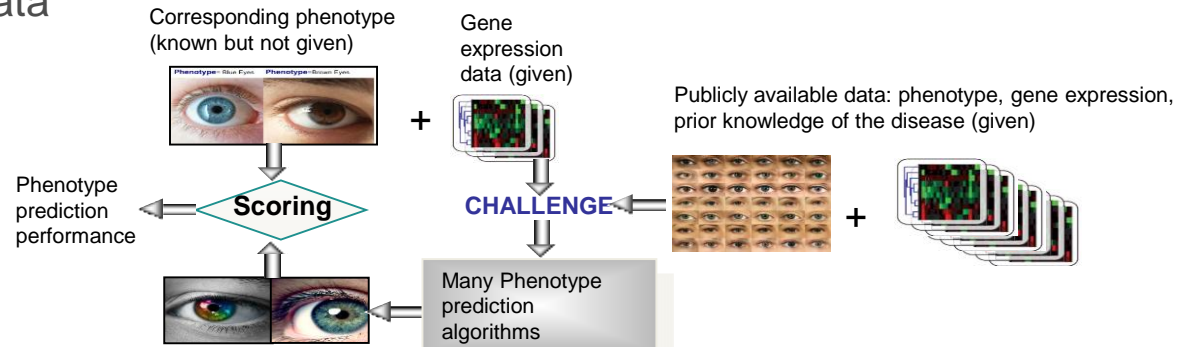 ata
Corresponding phenotype
(known but not given)
Phenotype= Blue Eyes Phenotype=Brown Eyes
Gene
expression
data (given)
+
Publicly available data: phenotype, gene expression,
prior knowledge of the disease (given)
+
Phenotype
prediction
performance
Scoring
CHALLENGE
Many Phenotype
prediction
algorithms